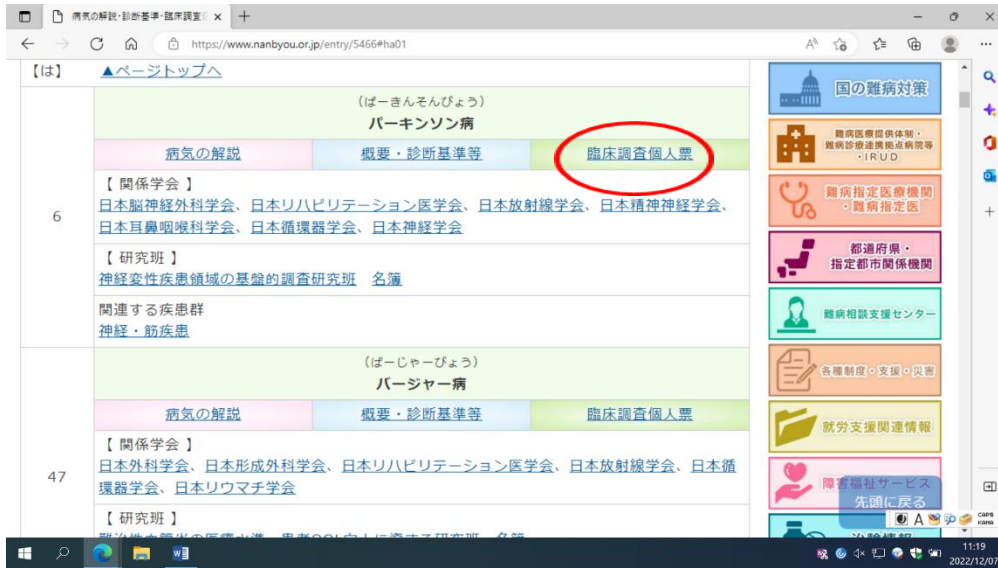 病気の解説・診断基準・臨床調査
https://www.nanbyou.or.jp/entry/5466#ha01
【は】
▲ページトップへ
（ぱーきんそんびょう）
パーキンソン病
病気の解説
概要・診断基準等
臨床調査個人票
6
【 関係学会 】
日本脳神経外科学会、日本リハビリテーション医学会、日本放射線学会、日本精神神経学会、
日本耳鼻咽喉科学会、日本循環器学会、日本神経学会
【 研究班 】
神経変性疾患領域の基盤的調査研究班 名簿
関連する疾患群
神経・筋疾患
（ばーじゃーびょう）
バージャー病
病気の解説
概要・診断基準等
臨床調査個人票
47
【 関係学会 】
日本外科学会、日本形成外科学会、日本リハビリテーション医学会、日本放射線学会、日本循
環器学会、日本リウマチ学会
【 研究班 】
国の難病対策
難病医療提供体制・
難病診療連携拠点病院等
・IRUD
難病指定医療機関
・難病指定医
都道府県・
指定都市関係機関
難病相談支援センター
各種制度・支援・災害
就労支援関連情報
障害福祉サービス
先頭に戻る
A
CAPS
KANA
11:19
2022/12/07